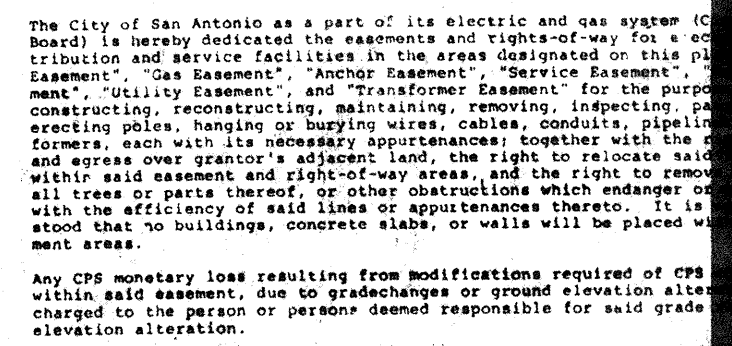 The City of San Antonio as a part of its electric and gas system (C
Board) is hereby dedicated the easements and rights-of-way for e ec
tribution and service facilities in the areas designated on this pl
Easement", "Gas Easement", "Anchor Easement", "Service Easement", "
ment", "Utility Easement", and "Transformer Easement" for the purpo
constructing, reconstructing, maintaining, removing, inspecting, pa
erecting poles, hanging or burying wires, cables, conduits, pipelin
formers, each with its necessary appurtenances; together with the
and egress over grantor's adjacent land, the right to relocate said
within said easement and right-of-way areas, and the right to remov
all trees or parts thereof, or other obstructions which endanger or
with the efficiency of said lines or appurtenances thereto. It is
stood that no buildings, concrete slabs, or walls will be placed wi
ment areas.
Any CPS monetary loss resulting from modifications required of CPS
within said easement, due to gradechanges or ground elevation alter
charged to the person or persons deemed responsible for said grade
elevation alteration.